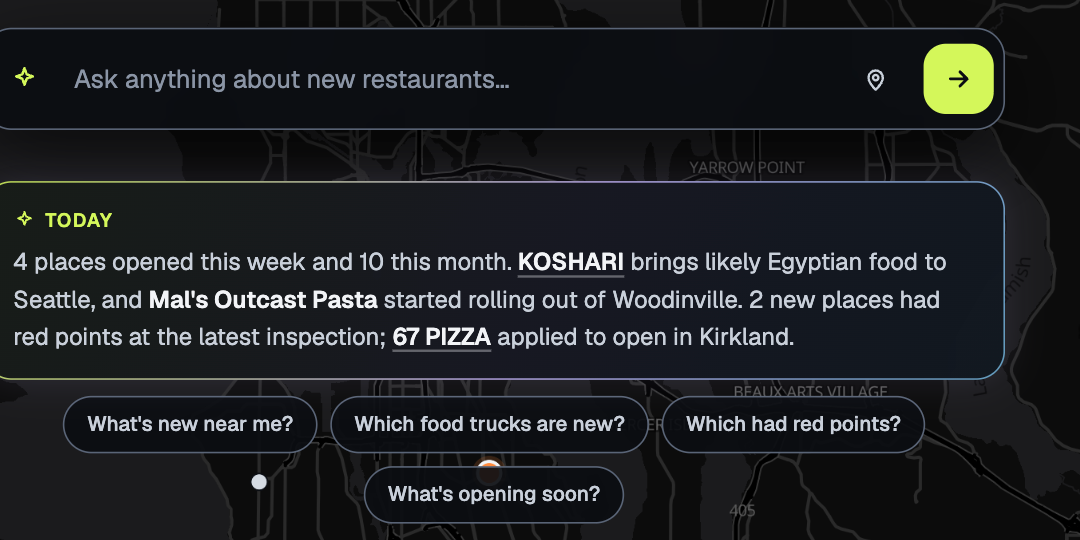 Ask anything about new restaurants...
YARROW POINT
TODAY
4 places opened this week and 10 this month. KOSHARI brings likely Egyptian food to
Seattle, and Mal's Outcast Pasta started rolling out of Woodinville. 2 new places had
red points at the latest inspection; 67 PIZZA applied to open in Kirkland.
BEAUX ARTS VILLAGE
What's new near me?
Which food trucks are new?
Which had red points?
What's opening soon?
405